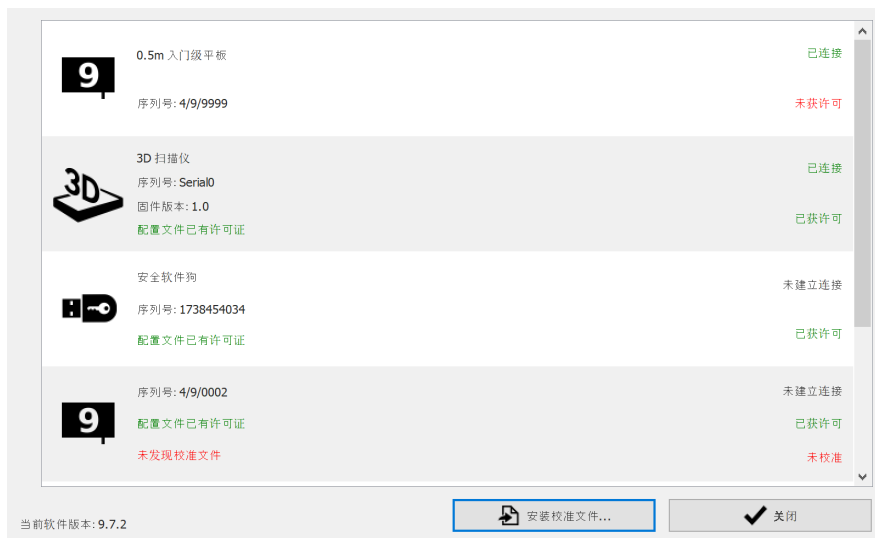 9
0.5m 入门级平板
已连接
序列号: 4/9/9999
未获许可
3D
3D 扫描仪
已连接
序列号: Serial0
固件版本: 1.0
已获许可
配置文件已有许可证
安全软件狗
未建立连接
序列号: 1738454034
已获许可
配置文件已有许可证
9
序列号: 4/9/0002
未建立连接
配置文件已有许可证
已获许可
未发现校准文件
未校准
当前软件版本: 9.7.2
安装校准文件...
关闭